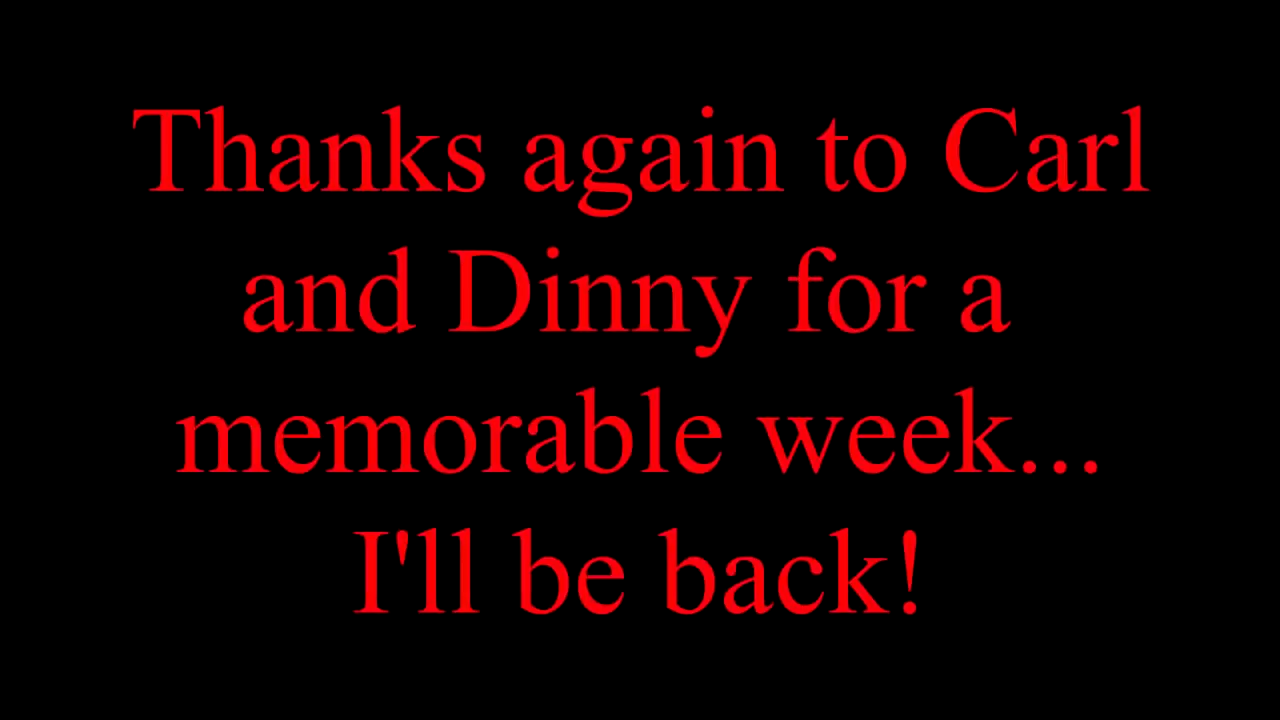 Thanks again to Carl
and Dinny for a
memorable week...
I'll be back!